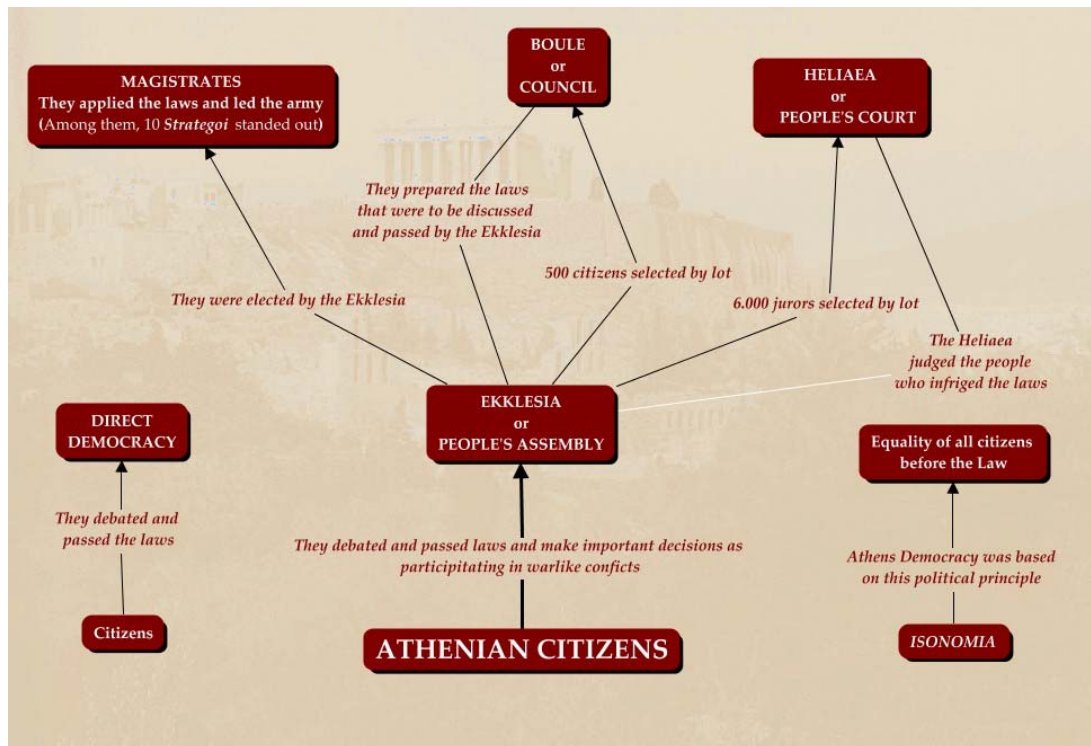 MAGISTRATES
They applied the laws and led the army
(Among them, 10 Strategoi standed out)
BOULE
or
COUNCIL
HELIAEA
or
PEOPLE'S COURT
They prepared the laws
that were to be discussed
and passed by the Ekklesia
500 citizens selected by lot
They were elected by the Ekklesia
6.000 jurors selected by lot
The Heliaea
judged the people
who infriged the laws
EKKLESIA
or
PEOPLE'S ASSEMBLY
DIRECT
DEMOCRACY
Equality of all citizens
before the Law
They debated and
passed the laws
They debated and passed laws and make important decisions as
participitating in warlike conficts
Athens Democracy was based
on this political principle
Citizens
ATHENIAN CITIZENS
ISONOMIA